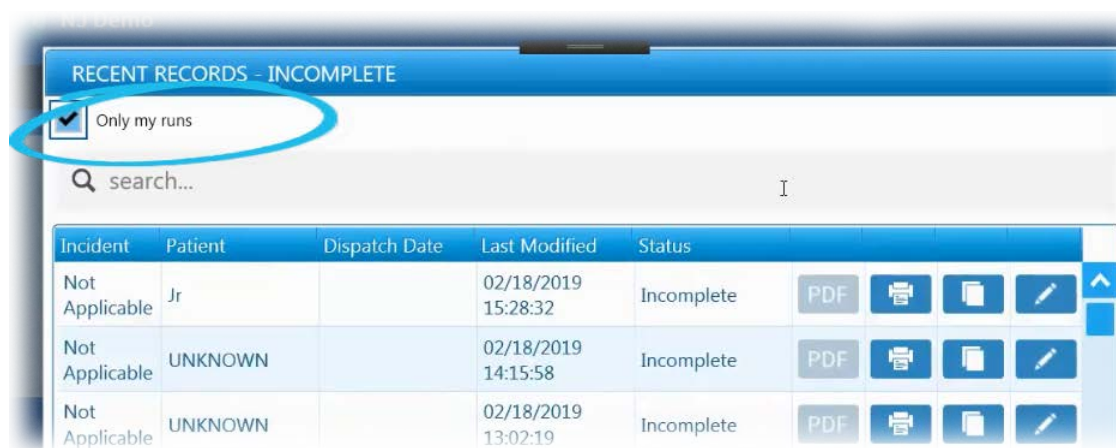 NJ Demo
RECENT RECORDS - INCOMPLETE
Only my runs
search...
Incident Patient Dispatch Date Last Modified Status
Not Applicable Jr 02/18/2019 15:28:32 Incomplete PDF
Not Applicable UNKNOWN 02/18/2019 14:15:58 Incomplete PDF
Not Applicable UNKNOWN 02/18/2019 13:02:19 Incomplete PDF